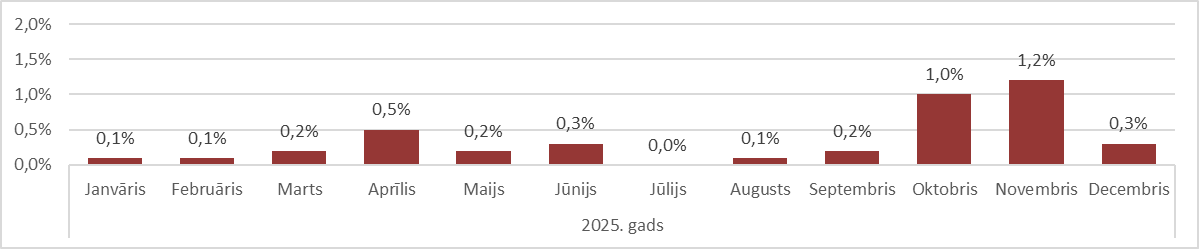 2,0%
1,5%
1,0%
0,5%
0,0%
0,1% 0,1% 0,2% 0,5% 0,2% 0,3% 0,0% 0,1% 0,2% 1,0% 1,2% 0,3%
Janvāris Februāris Marts Aprīlis Maijs Jūnijs Jūlijs Augusts Septembris Oktobris Novembris Decembris
2025. gads